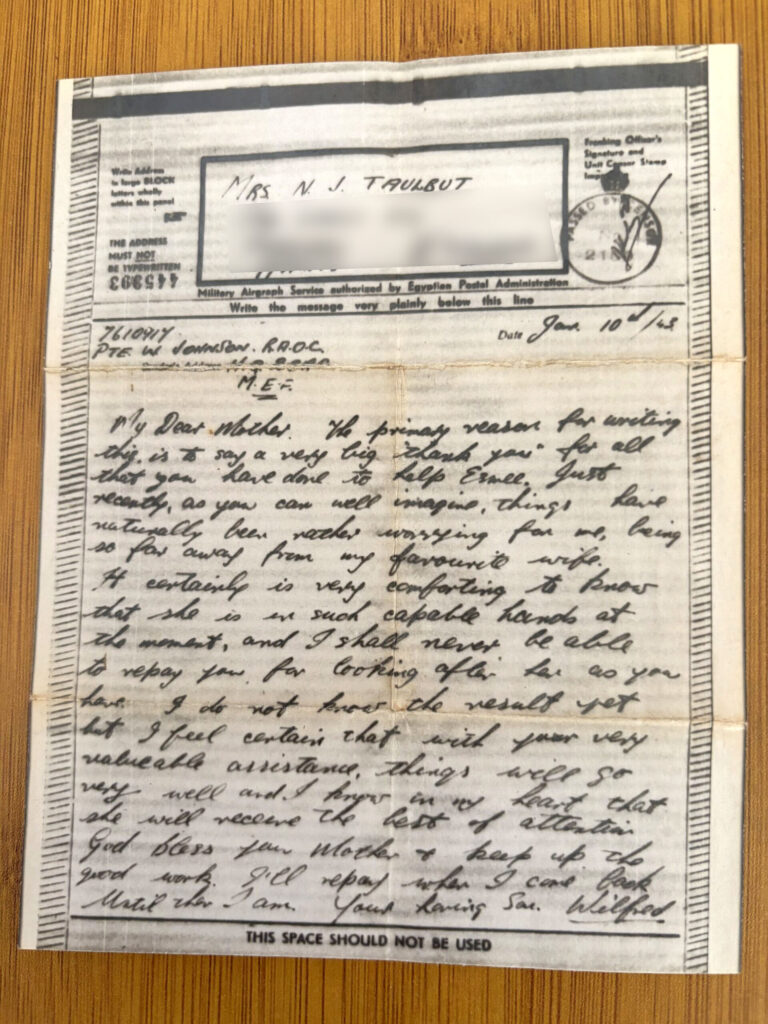 Write Address
in large BLOCK
letters wholly
within this panel
THE ADDRESS
MUST NOT
BE TYPEWRITTEN
445393
MRS N. J. TAULBUT
Franking Officer's
Signature and
Unit Censor Stamp
PASSED BY CENSOR
Military Airgraph Service authorized by Egyptian Postal Administration
Write the message very plainly below this line
7610917
PTE W. JOHNSON. R.A.O.C.
M.E.F.
Date Jan. 10th/43
My Dear Mother. The primary reason for writing
this, is to say a very big "thank you" for all
that you have done to help Esmee. Just
recently, as you can well imagine, things have
naturally been rather worrying for me, being
so far away from my favourite wife.
It certainly is very comforting to know
that she is in such capable hands at
the moment, and I shall never be able
to repay you for looking after her as you
have. I do not know the result yet
but I feel certain that with your very
valueable assistance, things will go
very well and I know in my heart that
she will receive the best of attention
God bless you Mother & keep up the
good work. I'll repay when I come back
Until then I am. Your loving Son. Wilfred
THIS SPACE SHOULD NOT BE USED